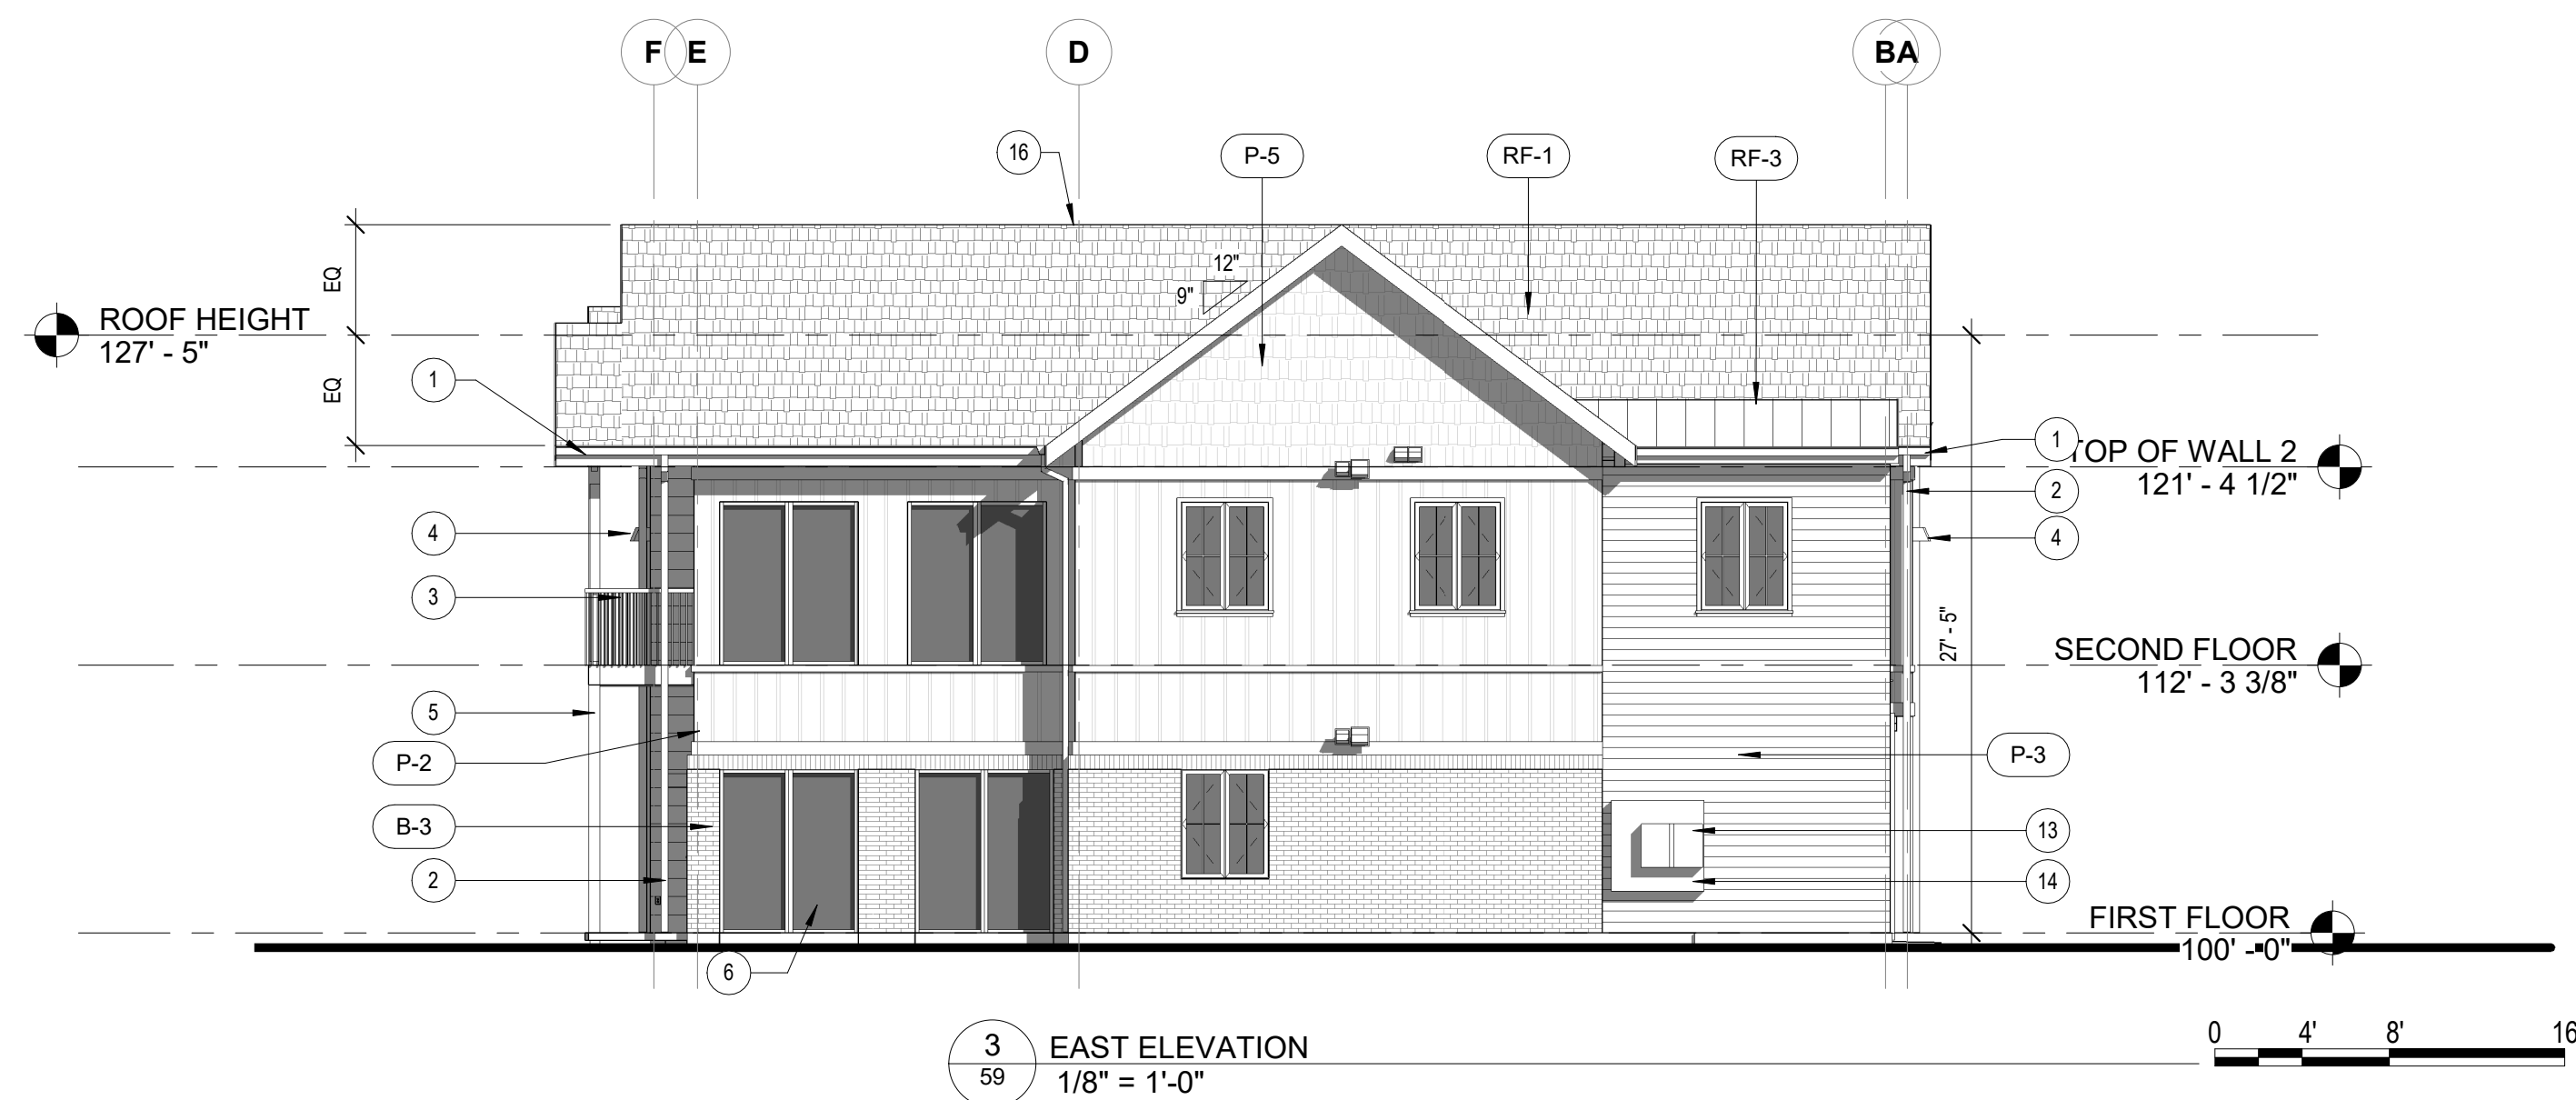 F E D B A
16 P-5 RF-1 RF-3
12"
9"
EQ
EQ
ROOF HEIGHT
127' - 5"
1
4
3
5
P-2
B-3
2
6
1
TOP OF WALL 2
121' - 4 1/2"
2
4
27' - 5"
SECOND FLOOR
112' - 3 3/8"
P-3
13
14
FIRST FLOOR
100' - 0"
3
59
EAST ELEVATION
1/8" = 1'-0"
0 4' 8' 16